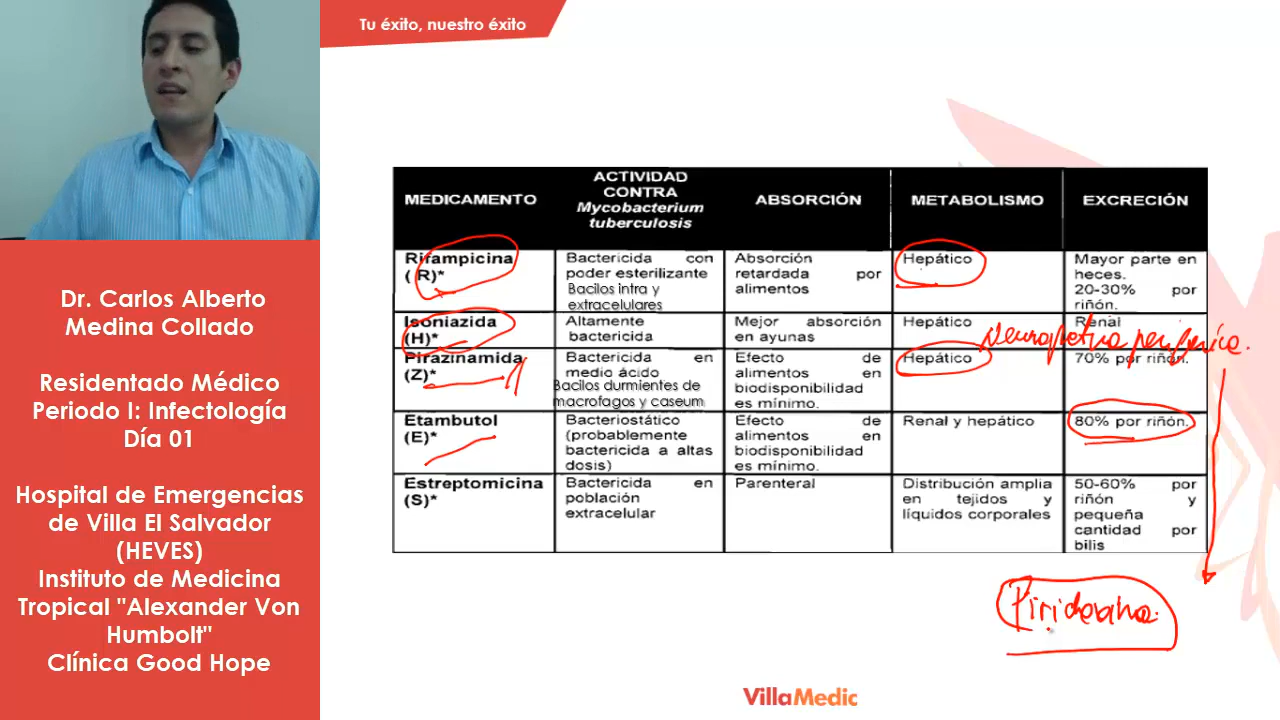 Tu éxito, nuestro éxito
Dr. Carlos Alberto
Medina Collado
Residentado Médico
Periodo I: Infectología
Día 01
Hospital de Emergencias
de Villa El Salvador
(HEVES)
Instituto de Medicina
Tropical "Alexander Von
Humbolt"
Clínica Good Hope
MEDICAMENTO
ACTIVIDAD
CONTRA
Mycobacterium
tuberculosis
ABSORCIÓN
METABOLISMO
EXCRECIÓN
Rifampicina
(R)*
Bactericida con
poder esterilizante
Bacilos intra y
extracelulares
Absorción
retardada por
alimentos
Hepático
Mayor parte en
heces.
20-30% por
riñón.
Isoniazida
(H)*
Altamente
bactericida
Mejor absorción
en ayunas
Hepático
Renal
Pirazinamida
(Z)*
Bactericida en
medio ácido
Bacilos durmientes de
macrofagos y caseum
Efecto de
alimentos en
biodisponibilidad
es mínimo.
Hepático
70% por riñón.
Etambutol
(E)*
Bacteriostático
(probablemente
bactericida a altas
dosis)
Efecto de
alimentos en
biodisponibilidad
es mínimo.
Renal y hepático
80% por riñón.
Estreptomicina
(S)*
Bactericida en
población
extracelular
Parenteral
Distribución amplia
en tejidos y
líquidos corporales
50-60% por
riñón y
pequeña
cantidad por
bilis
VillaMedic